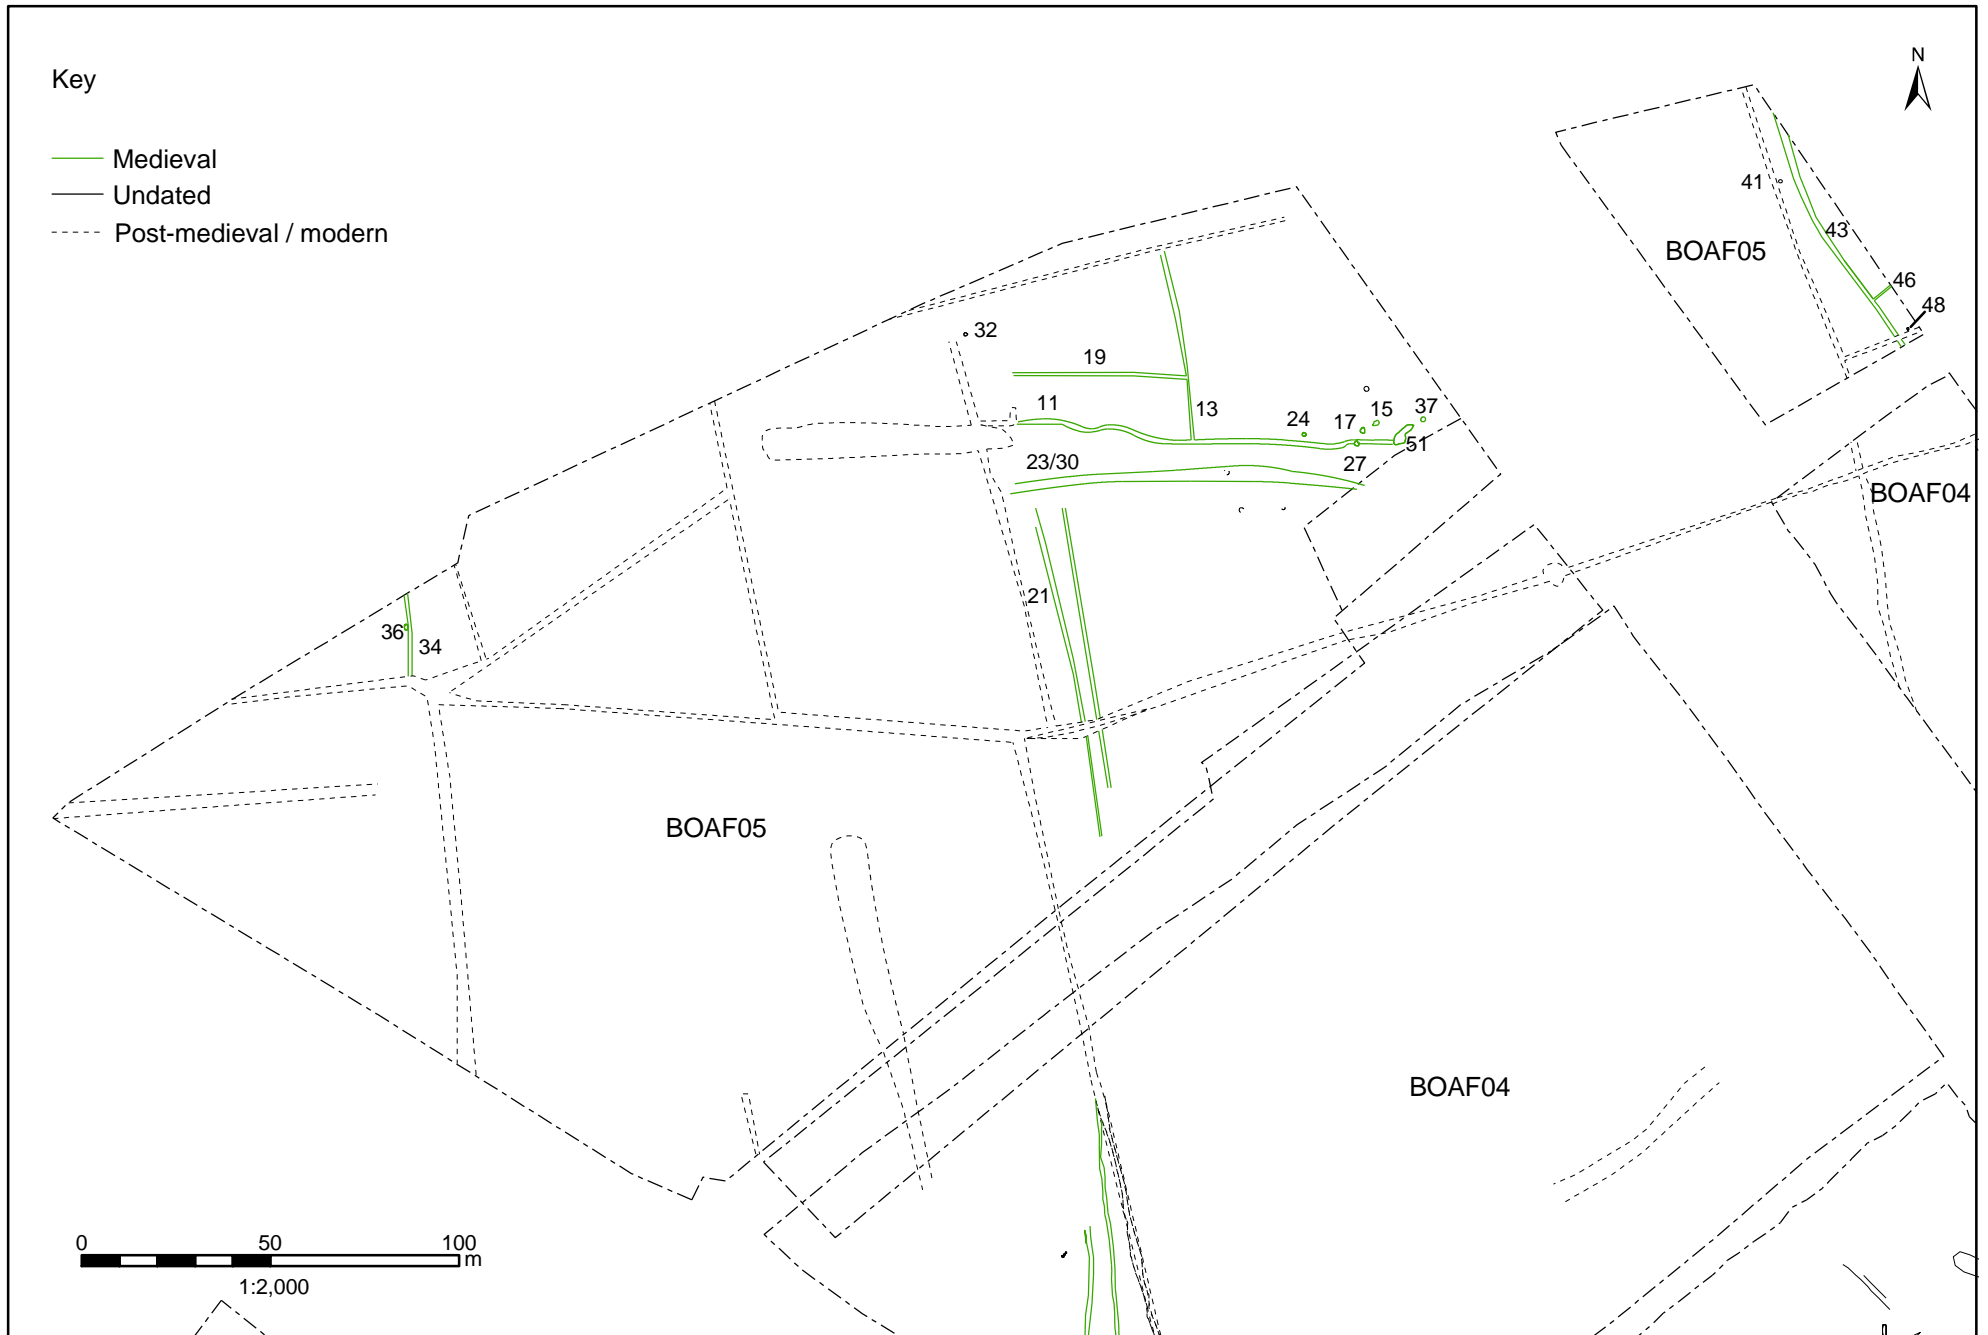 Key
N
Medieval
Undated
Post-medieval / modern
41
43
BOAF05
46
48
32
19
11
13
24
17
15
37
51
23/30
27
BOAF04
21
36
34
BOAF05
BOAF04
0 50 100
m
1:2,000